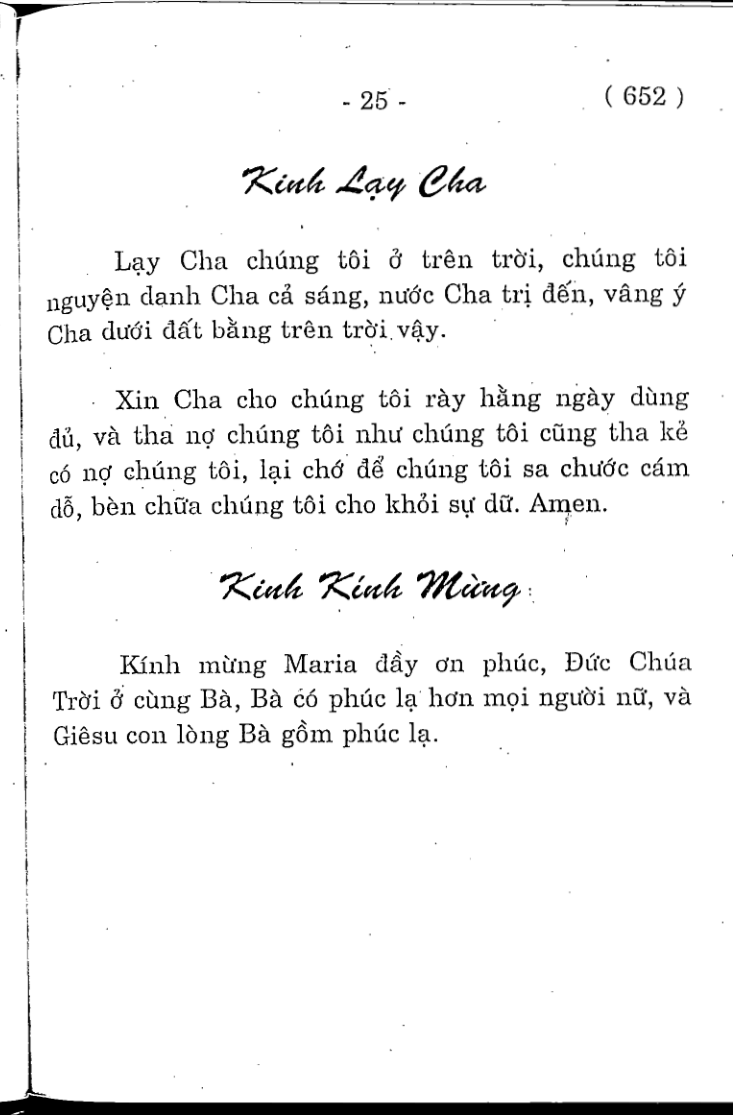 - 25 -
( 652 )
Kinh Lạy Cha
Lạy Cha chúng tôi ở trên trời, chúng tôi
nguyện danh Cha cả sáng, nước Cha trị đến, vâng ý
Cha dưới đất bằng trên trời vậy.
Xin Cha cho chúng tôi rày hằng ngày dùng
đủ, và tha nợ chúng tôi như chúng tôi cũng tha kẻ
có nợ chúng tôi, lại chớ để chúng tôi sa chước cám
dỗ, bèn chữa chúng tôi cho khỏi sự dữ. Amen.
Kinh Kính Mừng
Kính mừng Maria đầy ơn phúc, Đức Chúa
Trời ở cùng Bà, Bà có phúc lạ hơn mọi người nữ, và
Giêsu con lòng Bà gồm phúc lạ.